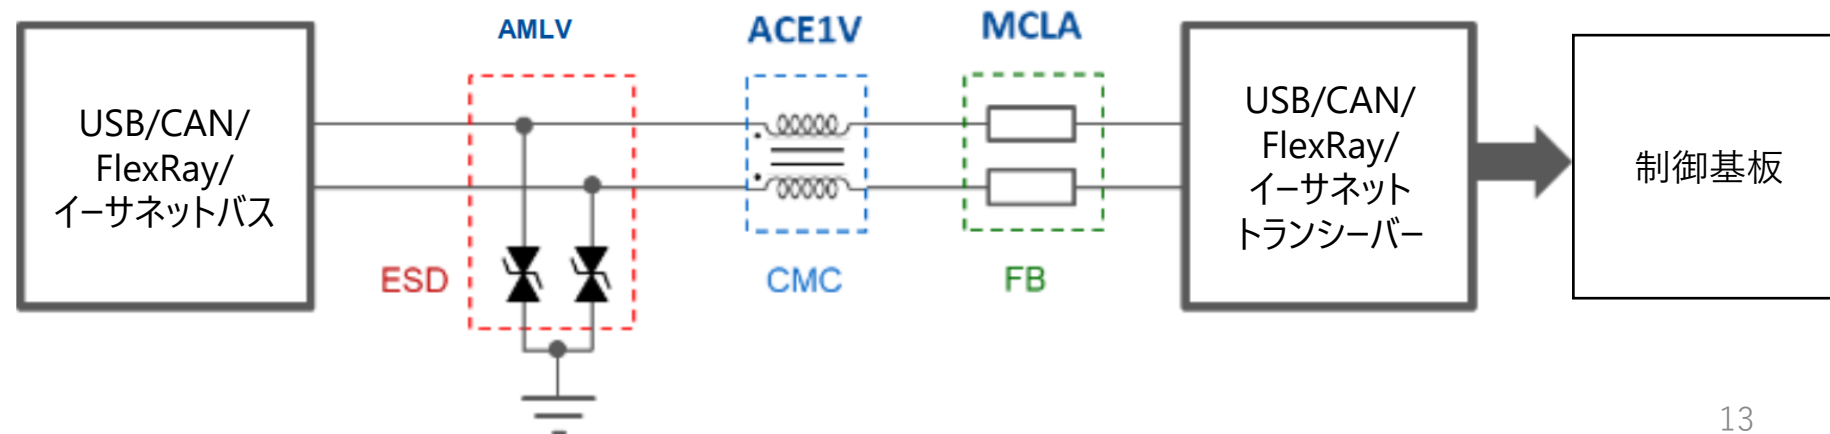 AMLV
ACE1V
MCLA
USB/CAN/
FlexRay/
イーサネットバス
ESD
CMC
FB
USB/CAN/
FlexRay/
イーサネット
トランシーバー
制御基板
13